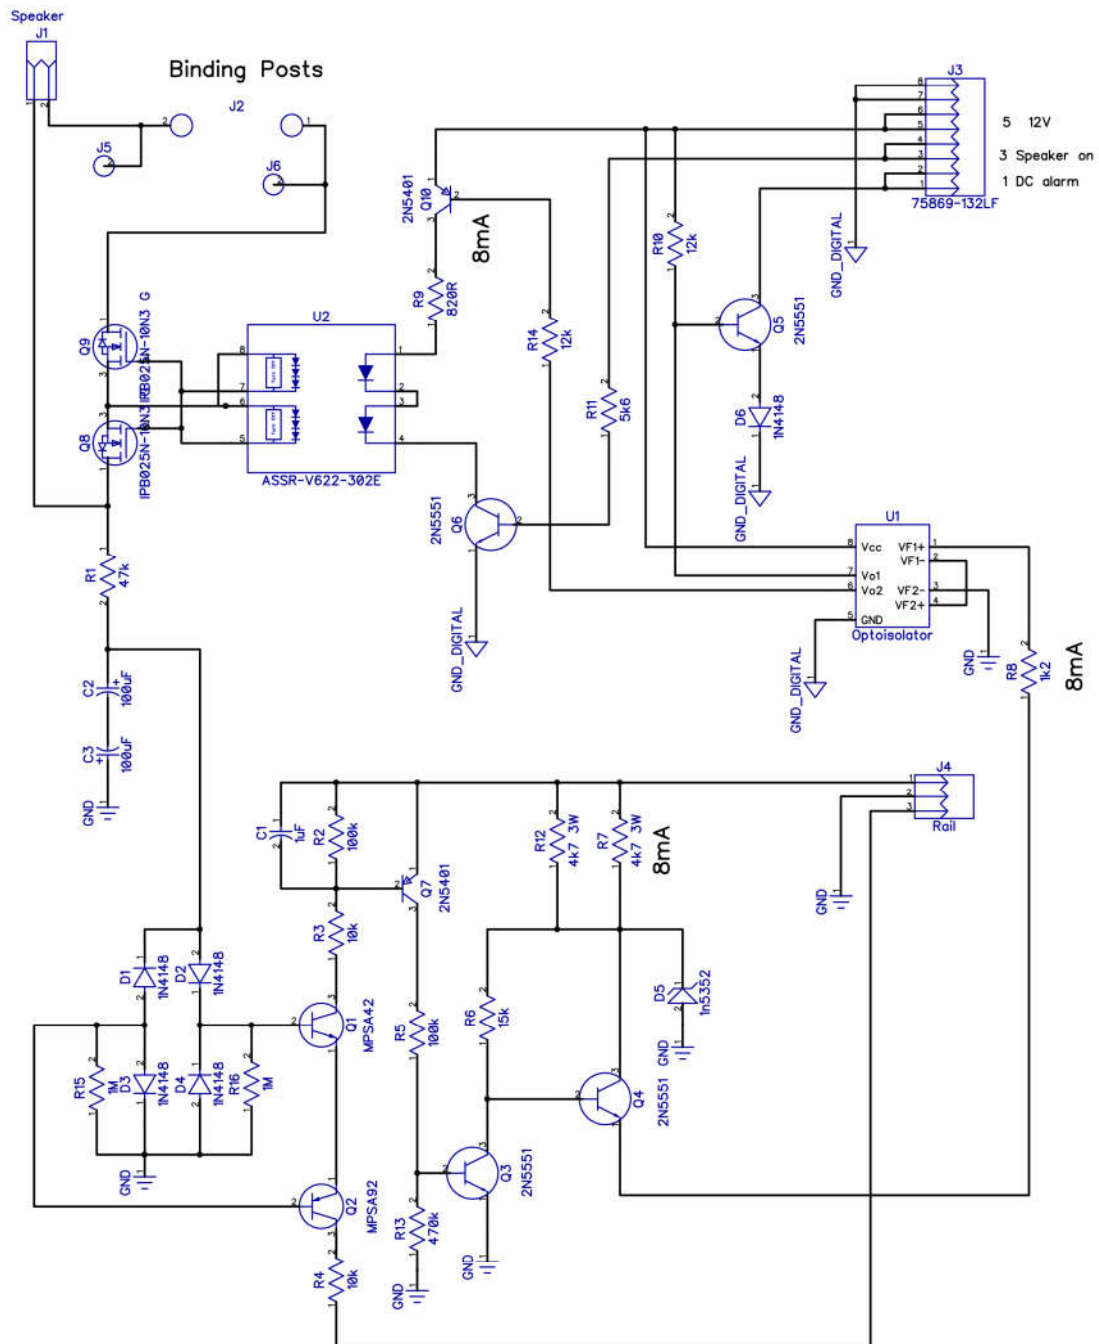 Speaker
J1
Binding Posts
J2
J5
J6
J3
5 12V
3 Speaker on
1 DC alarm
75869-132LF
2N5401
Q10
8mA
R9
820R
R14
12k
R10
12k
GND_DIGITAL
Q5
2N5551
R11
5k6
D6
1N4148
GND_DIGITAL
U2
Turn Off
Turn Off
ASSR-V622-302E
Q9
Q8
2N5551
Q6
GND_DIGITAL
U1
Vcc
Vo1
Vo2
GND
VF1+
VF1-
VF2-
VF2+
Optoisolator
GND_DIGITAL
GND
R8
1k2
8mA
R1
47k
C2
100uF
C3
100uF
GND
C1
1uF
R2
100k
Q7
2N5401
R12
4k7 3W
R7
4k7 3W
8mA
J4
Rail
GND
R3
10k
D1
1N4148
D2
1N4148
Q1
MPSA42
R5
100k
R6
15k
D5
1n5352
GND
R15
1M
D3
1N4148
D4
1N4148
R16
1M
GND
Q4
2N5551
Q3
2N5551
Q2
MPSA92
R13
470k
GND
GND
R4
10k